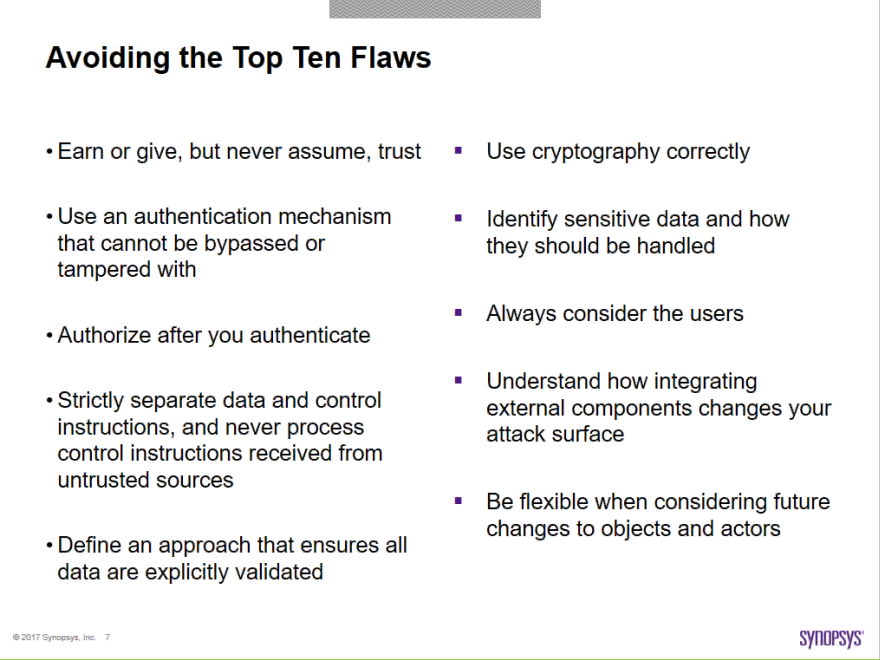 Avoiding the Top Ten Flaws
• Earn or give, but never assume, trust
• Use an authentication mechanism
that cannot be bypassed or
tampered with
• Authorize after you authenticate
• Strictly separate data and control
instructions, and never process
control instructions received from
untrusted sources
• Define an approach that ensures all
data are explicitly validated
▪ Use cryptography correctly
▪ Identify sensitive data and how
they should be handled
▪ Always consider the users
▪ Understand how integrating
external components changes your
attack surface
▪ Be flexible when considering future
changes to objects and actors
© 2017 Synopsys, Inc. 7
SYNOPSYS®